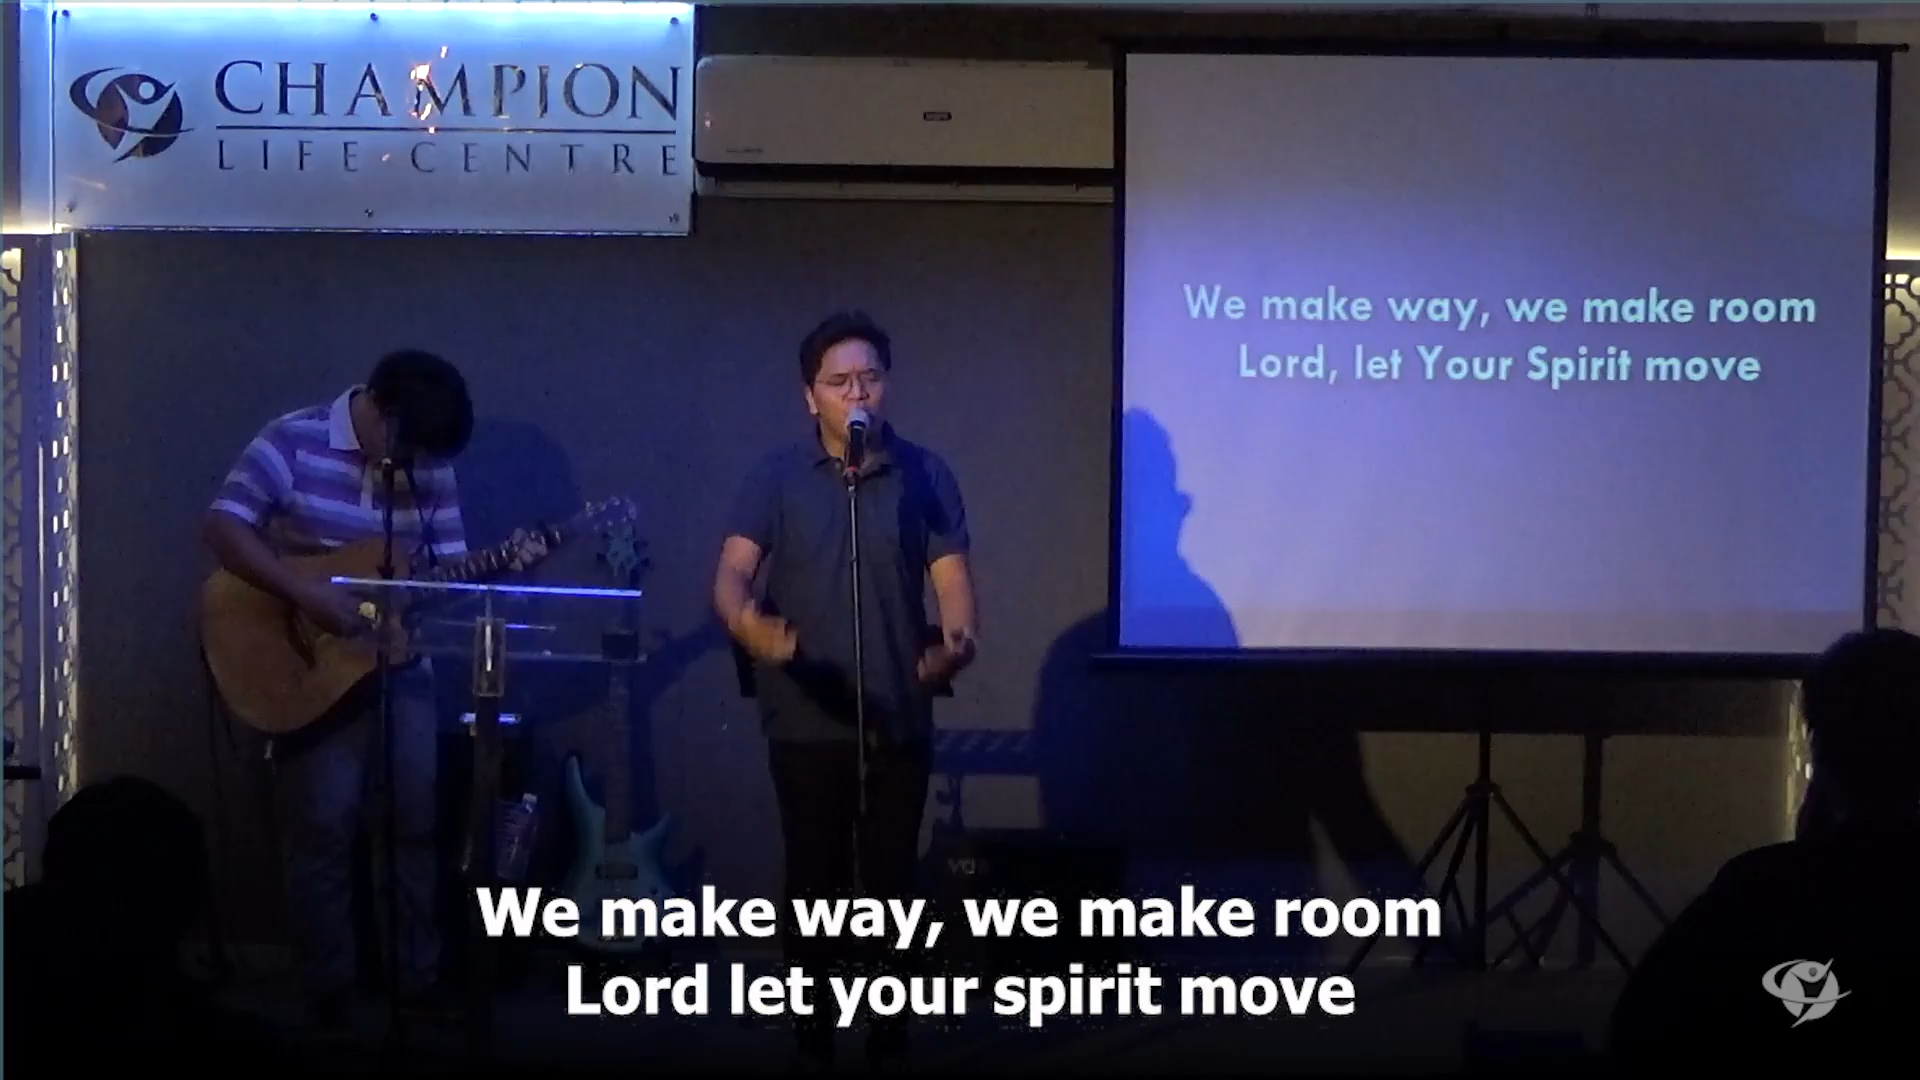 CHAMPION
LIFE CENTRE
We make way, we make room
Lord, let Your Spirit move
We make way, we make room
Lord let your spirit move